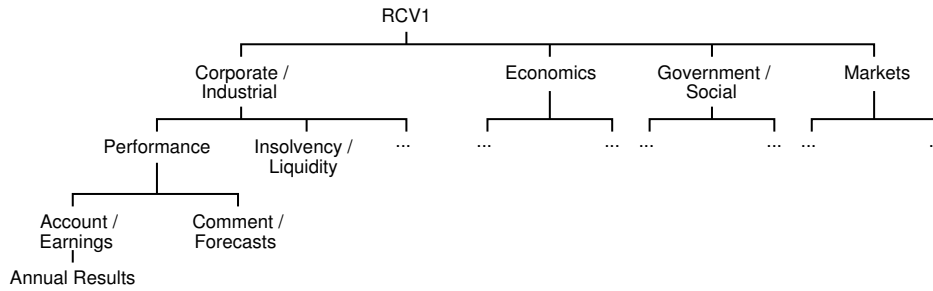 RCV1
Corporate /
Industrial
Economics
Government /
Social
Markets
Performance
Insolvency /
Liquidity
...
...
...
...
...
...
...
Account /
Earnings
Comment /
Forecasts
Annual Results